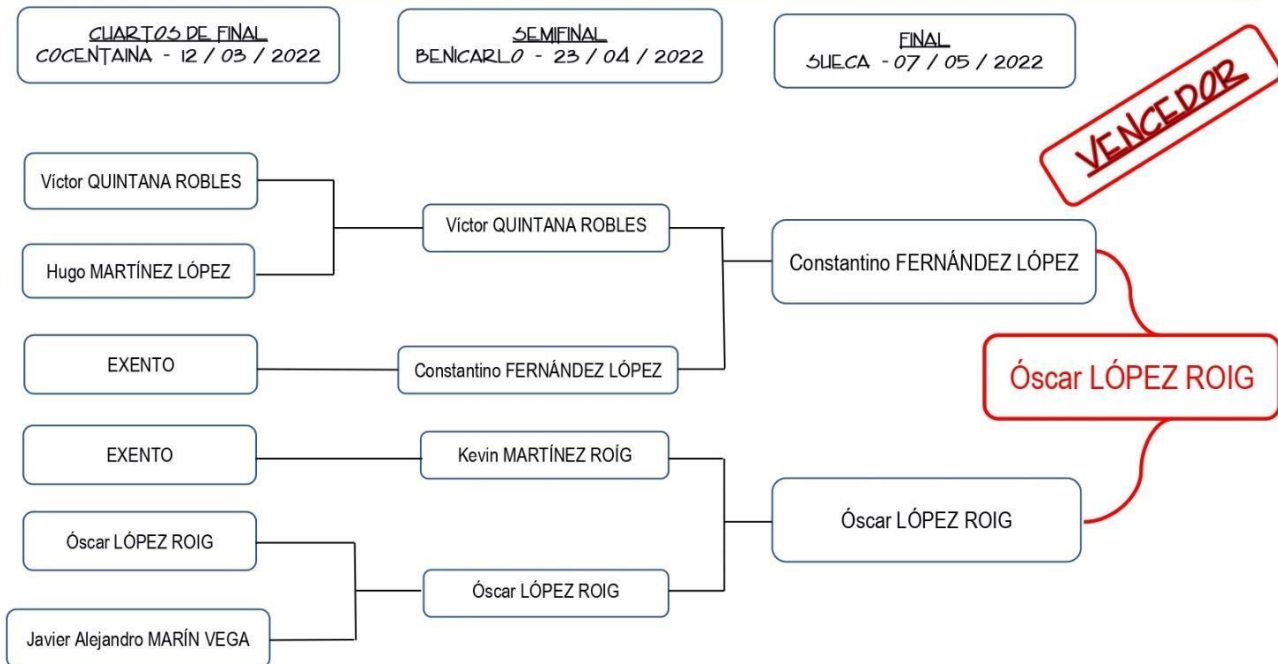 CUARTOS DE FINAL
COCENTAINA - 12 / 03 / 2022
SEMIFINAL
BENICARLO - 23 / 04 / 2022
FINAL
SUECA - 07 / 05 / 2022
VENCEDOR
Víctor QUINTANA ROBLES
Hugo MARTÍNEZ LÓPEZ
EXENTO
EXENTO
Óscar LÓPEZ ROIG
Javier Alejandro MARÍN VEGA
Víctor QUINTANA ROBLES
Constantino FERNÁNDEZ LÓPEZ
Kevin MARTÍNEZ ROÍG
Óscar LÓPEZ ROIG
Constantino FERNÁNDEZ LÓPEZ
Óscar LÓPEZ ROIG
Óscar LÓPEZ ROIG